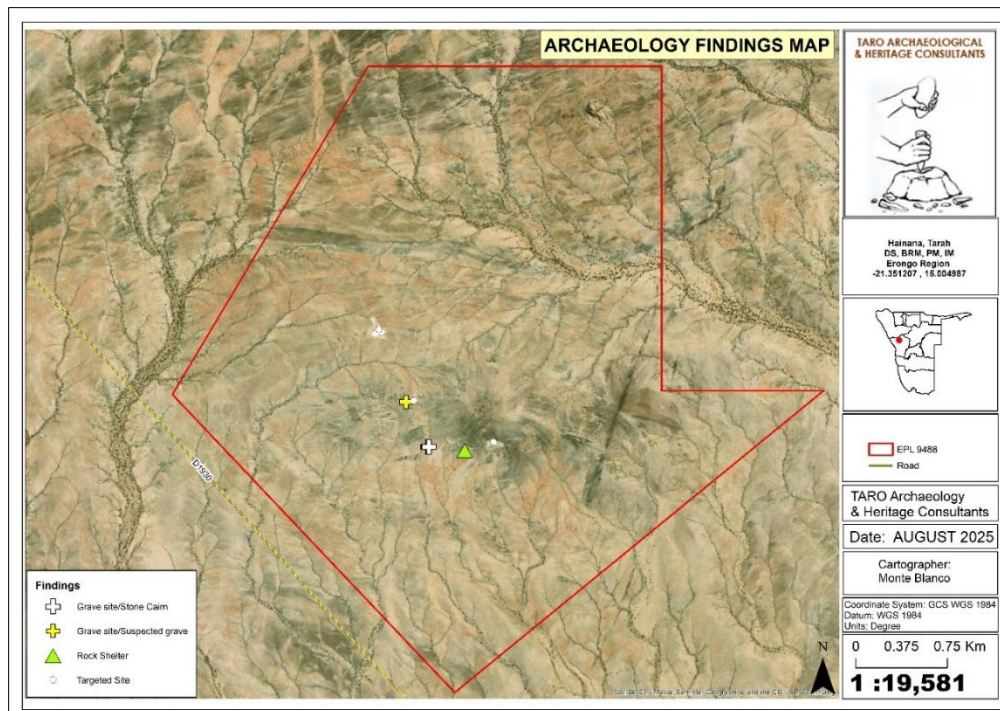 ARCHAEOLOGY FINDINGS MAP
D1930
Findings
Grave site/Stone Cairn
Grave site/Suspected grave
Rock Shelter
Targeted Site
N
TARO ARCHAEOLOGICAL
& HERITAGE CONSULTANTS
Hainana, Tarah
DS, BRM, PM, IM
Erongo Region
-21.351207 , 15.004987
EPL 9488
Road
TARO Archaeology
& Heritage Consultants
Date: AUGUST 2025
Cartographer:
Monte Blanco
Coordinate System: GCS WGS 1984
Datum: WGS 1984
Units: Degree
0 0.375 0.75 Km
1 :19,581